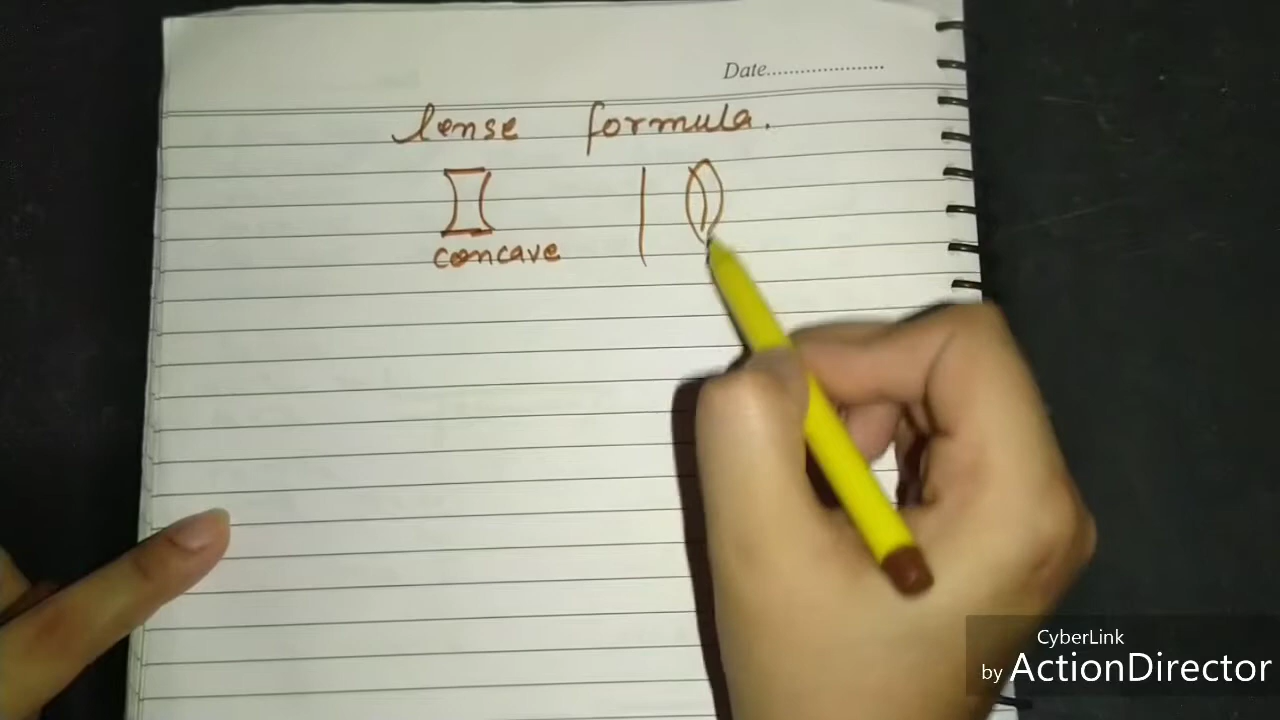 Date....................
lense formula.
concave
CyberLink
by ActionDirector